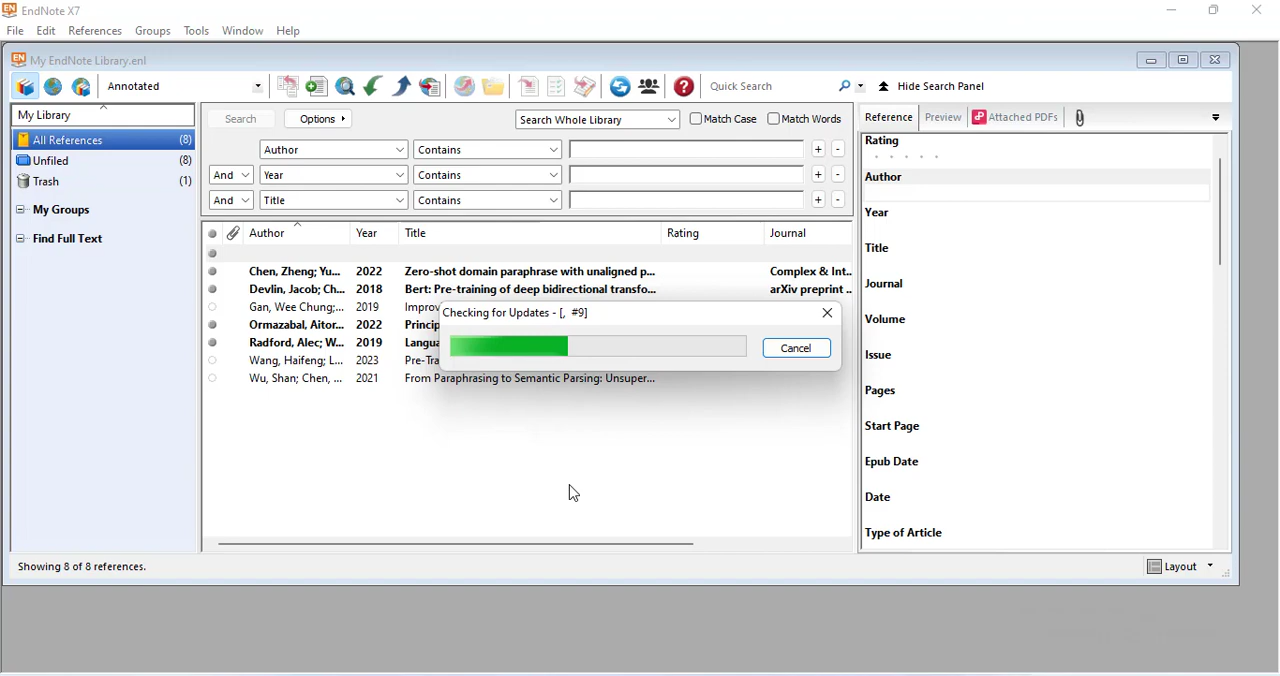 EndNote X7
File Edit References Groups Tools Window Help
My EndNote Library.enl
Annotated Quick Search Hide Search Panel
My Library
All References (8)
Unfiled (8)
Trash (1)
My Groups
Find Full Text
Search Options Search Whole Library Match Case Match Words
Author Contains + -
And Year Contains + -
And Title Contains + -
Author Year Title Rating Journal
Chen, Zheng; Yu... 2022 Zero-shot domain paraphrase with unaligned p... Complex & Int..
Devlin, Jacob; Ch... 2018 Bert: Pre-training of deep bidirectional transfo... arXiv preprint ..
Gan, Wee Chung;... 2019 Improv
Ormazabal, Aitor... 2022 Princip
Radford, Alec; W... 2019 Langua
Wang, Haifeng; L... 2023 Pre-Tra
Wu, Shan; Chen, ... 2021 From Paraphrasing to Semantic Parsing: Unsuper...
Checking for Updates - [, #9]
Cancel
Reference Preview Attached PDFs
Rating
Author
Year
Title
Journal
Volume
Issue
Pages
Start Page
Epub Date
Date
Type of Article
Showing 8 of 8 references.
Layout